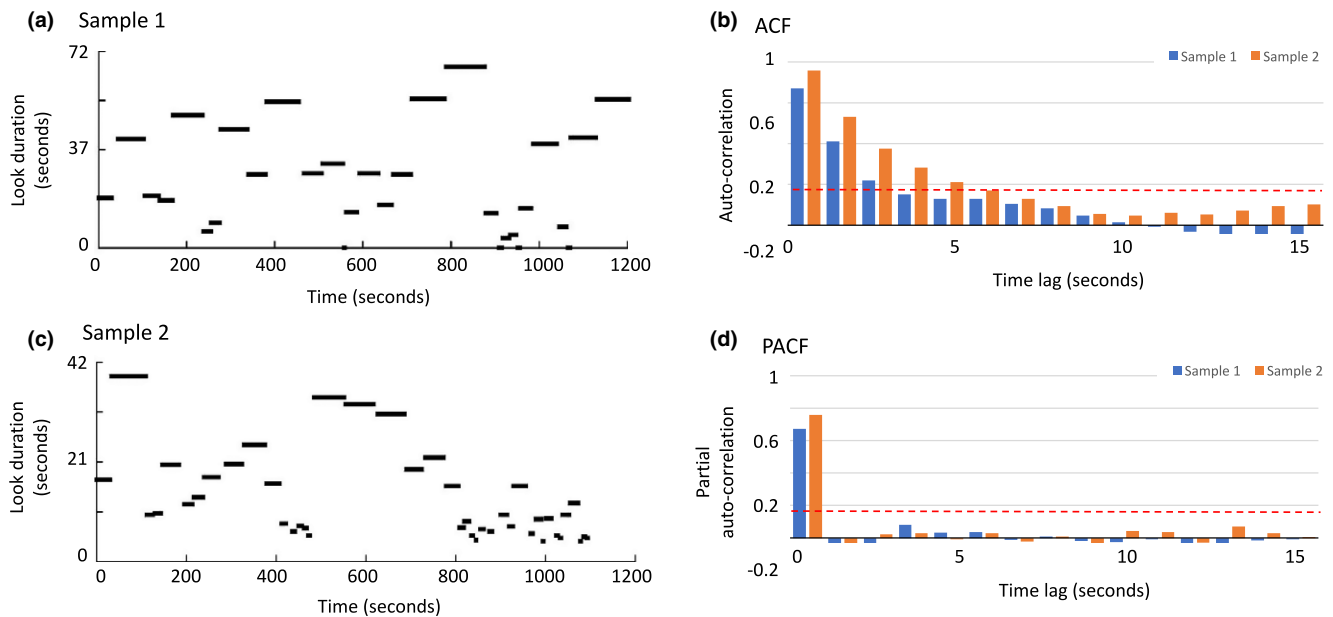 (a) Sample 1
72
37
0
Look duration
(seconds)
0 200 400 600 800 1000 1200
Time (seconds)
(b) ACF
Sample 1 Sample 2
1
0.6
0.2
-0.2
Auto-correlation
0 5 10 15
Time lag (seconds)
(c) Sample 2
42
21
0
Look duration
(seconds)
0 200 400 600 800 1000 1200
Time (seconds)
(d) PACF
Sample 1 Sample 2
1
0.6
0.2
-0.2
Partial
auto-correlation
0 5 10 15
Time lag (seconds)